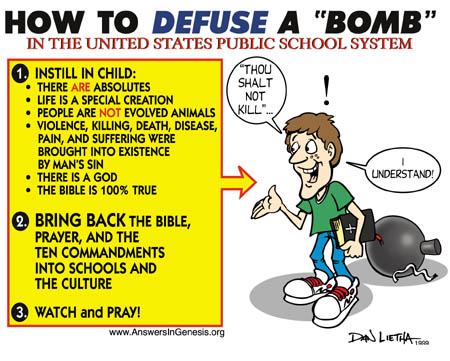 HOW TO DEFUSE A "BOMB"
IN THE UNITED STATES PUBLIC SCHOOL SYSTEM
1. INSTILL IN CHILD:
• THERE ARE ABSOLUTES
• LIFE IS A SPECIAL CREATION
• PEOPLE ARE NOT EVOLVED ANIMALS
• VIOLENCE, KILLING, DEATH, DISEASE,
PAIN, AND SUFFERING WERE
BROUGHT INTO EXISTENCE
BY MAN'S SIN
• THERE IS A GOD
• THE BIBLE IS 100% TRUE
2. BRING BACK THE BIBLE,
PRAYER, AND THE
TEN COMMANDMENTS
INTO SCHOOLS AND
THE CULTURE
3. WATCH and PRAY!
www.AnswersInGenesis.org
"THOU
SHALT
NOT
KILL"...
!
I
UNDERSTAND!
DAN LIETHA 1999